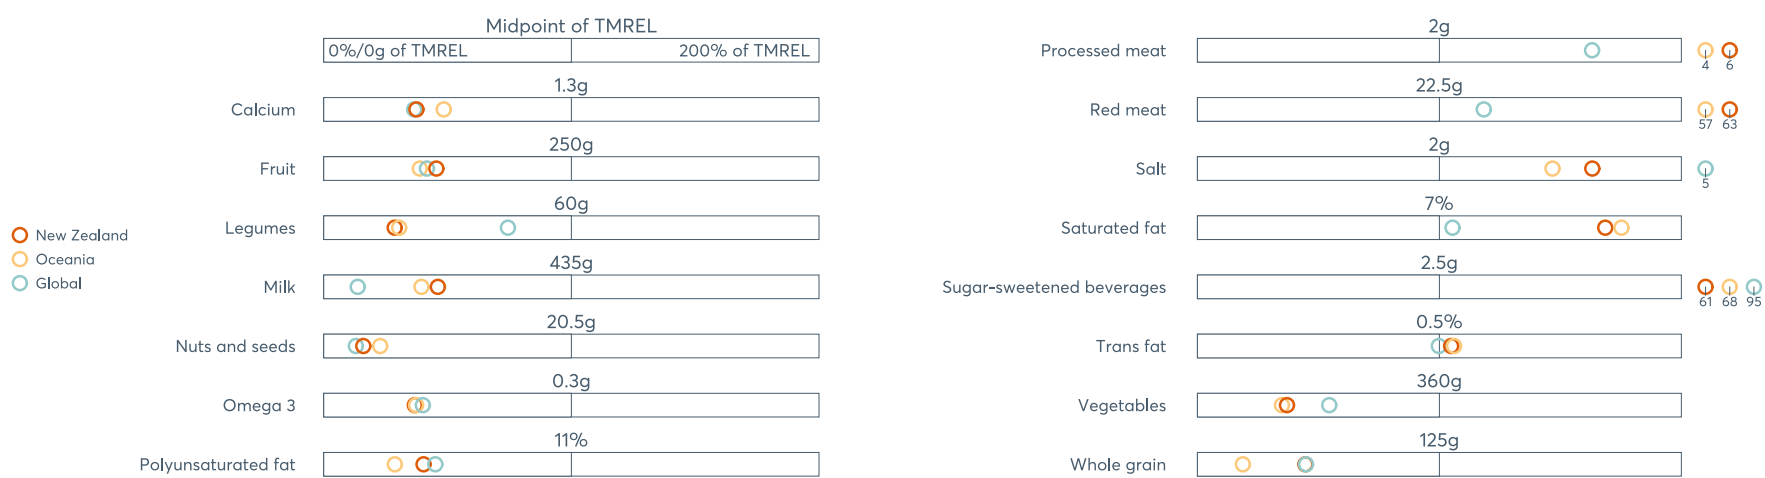 Midpoint of TMREL
0%/0g of TMREL 200% of TMREL
Calcium 1.3g
Fruit 250g
Legumes 60g
Milk 435g
Nuts and seeds 20.5g
Omega 3 0.3g
Polyunsaturated fat 11%
New Zealand
Oceania
Global
Processed meat 2g
4 6
Red meat 22.5g
57 63
Salt 2g
5
Saturated fat 7%
Sugar-sweetened beverages 2.5g
61 68 95
Trans fat 0.5%
Vegetables 360g
Whole grain 125g